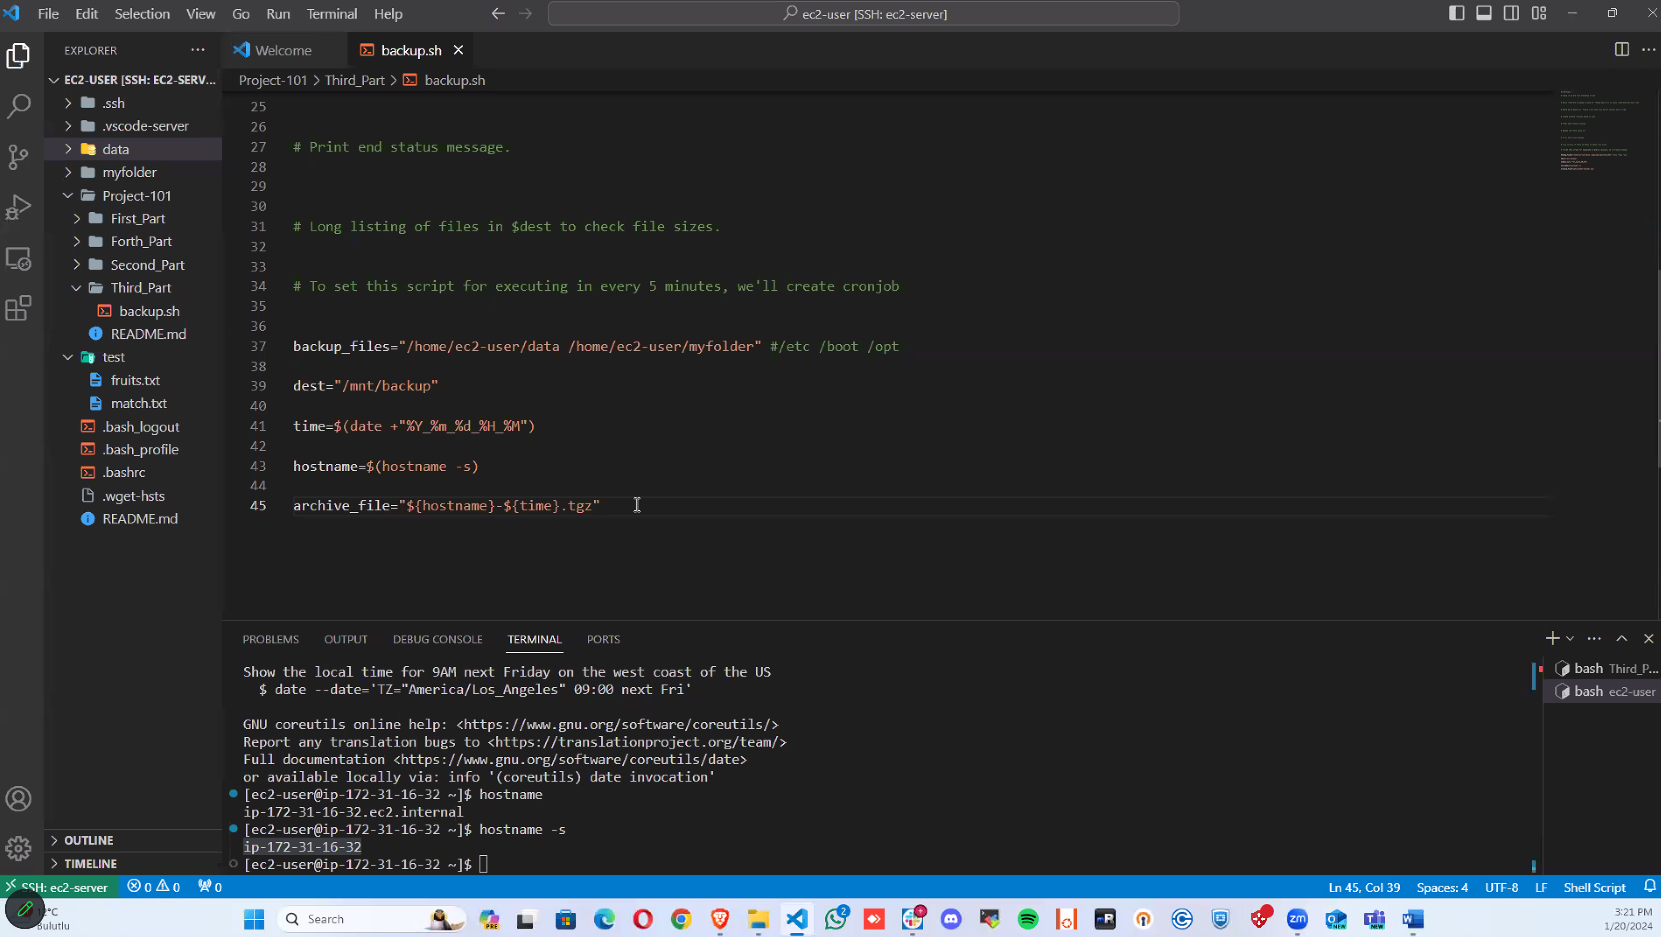 File Edit Selection View Go Run Terminal Help
ec2-user [SSH: ec2-server]
EXPLORER
Welcome
backup.sh
Project-101 > Third_Part > backup.sh
EC2-USER [SSH: EC2-SERV...
.ssh
.vscode-server
data
myfolder
Project-101
First_Part
Forth_Part
Second_Part
Third_Part
backup.sh
README.md
test
fruits.txt
match.txt
.bash_logout
.bash_profile
.bashrc
.wget-hsts
README.md
OUTLINE
TIMELINE
25
26
27 # Print end status message.
28
29
30
31 # Long listing of files in $dest to check file sizes.
32
33
34 # To set this script for executing in every 5 minutes, we'll create cronjob
35
36
37 backup_files="/home/ec2-user/data /home/ec2-user/myfolder" #/etc /boot /opt
38
39 dest="/mnt/backup"
40
41 time=$(date +"%Y_%m_%d_%H_%M")
42
43 hostname=$(hostname -s)
44
45 archive_file="${hostname}-${time}.tgz"
PROBLEMS OUTPUT DEBUG CONSOLE TERMINAL PORTS
Show the local time for 9AM next Friday on the west coast of the US
$ date --date='TZ="America/Los_Angeles" 09:00 next Fri'
GNU coreutils online help: <https://www.gnu.org/software/coreutils/>
Report any translation bugs to <https://translationproject.org/team/>
Full documentation <https://www.gnu.org/software/coreutils/date>
or available locally via: info '(coreutils) date invocation'
[ec2-user@ip-172-31-16-32 ~]$ hostname
ip-172-31-16-32.ec2.internal
[ec2-user@ip-172-31-16-32 ~]$ hostname -s
ip-172-31-16-32
[ec2-user@ip-172-31-16-32 ~]$
bash Third_P...
bash ec2-user
SSH: ec2-server
0 0
0
Ln 45, Col 39
Spaces: 4
UTF-8
LF
Shell Script
12°C
Bulutlu
Search
PRE
2
3:21 PM
1/20/2024